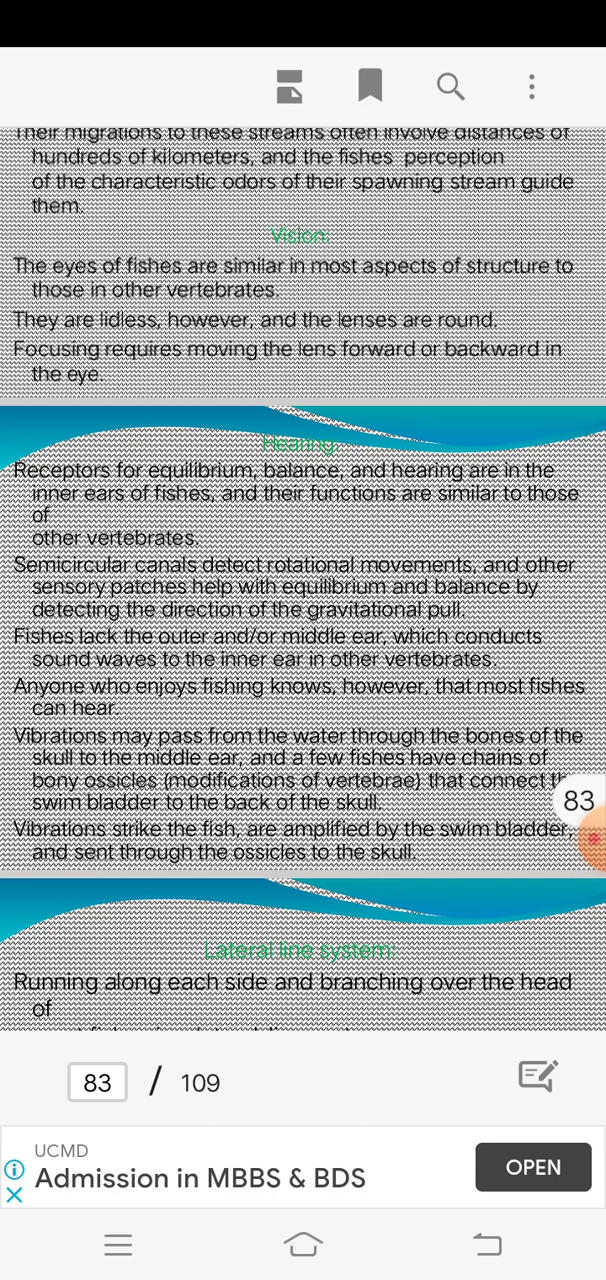 Their migrations to these streams often involve distances of
hundreds of kilometers, and the fishes perception
of the characteristic odors of their spawning stream guide
them.
Vision:
The eyes of fishes are similar in most aspects of structure to
those in other vertebrates.
They are lidless, however, and the lenses are round.
Focusing requires moving the lens forward or backward in
the eye.
Hearing:
Receptors for equilibrium, balance, and hearing are in the
inner ears of fishes, and their functions are similar to those
of
other vertebrates.
Semicircular canals detect rotational movements, and other
sensory patches help with equilibrium and balance by
detecting the direction of the gravitational pull.
Fishes lack the outer and/or middle ear, which conducts
sound waves to the inner ear in other vertebrates.
Anyone who enjoys fishing knows, however, that most fishes
can hear.
Vibrations may pass from the water through the bones of the
skull to the middle ear, and a few fishes have chains of
bony ossicles (modifications of vertebrae) that connect
swim bladder to the back of the skull.
83
Vibrations strike the fish, are amplified by the swim bladder,
and sent through the ossicles to the skull.
Lateral line system:
Running along each side and branching over the head
of
83 / 109
UCMD
Admission in MBBS & BDS
OPEN